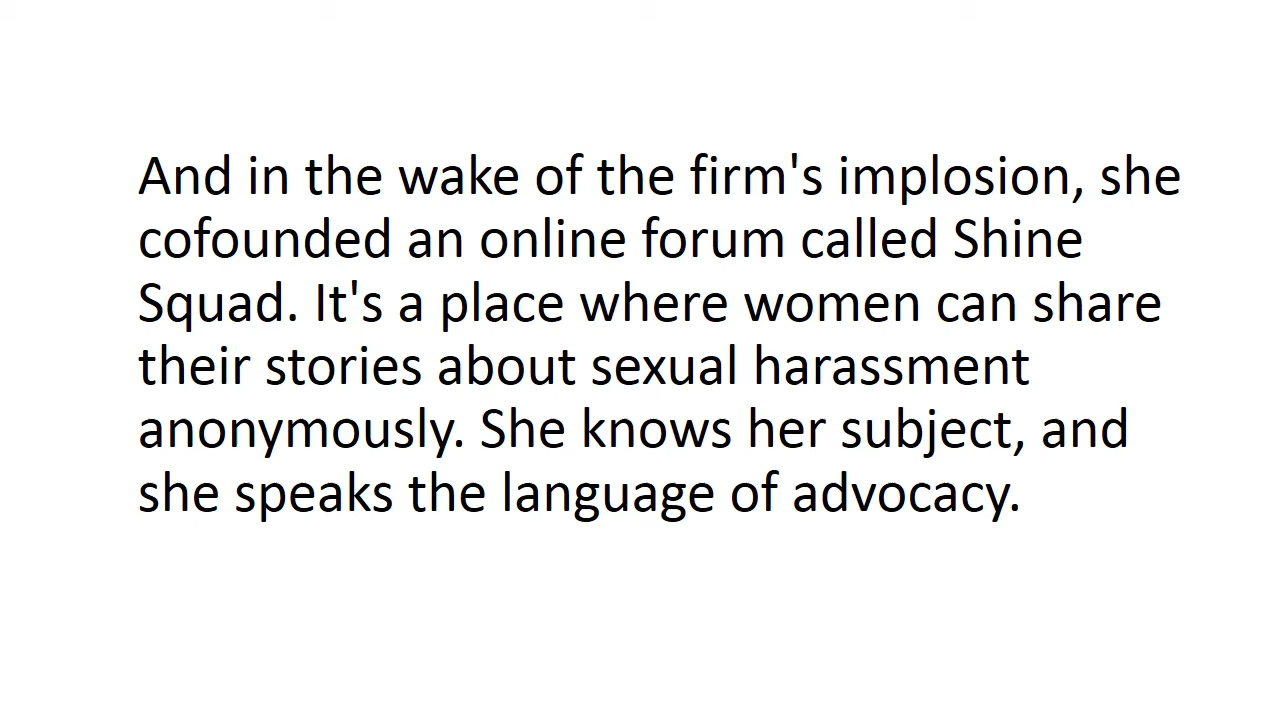 And in the wake of the firm's implosion, she
cofounded an online forum called Shine
Squad. It's a place where women can share
their stories about sexual harassment
anonymously. She knows her subject, and
she speaks the language of advocacy.